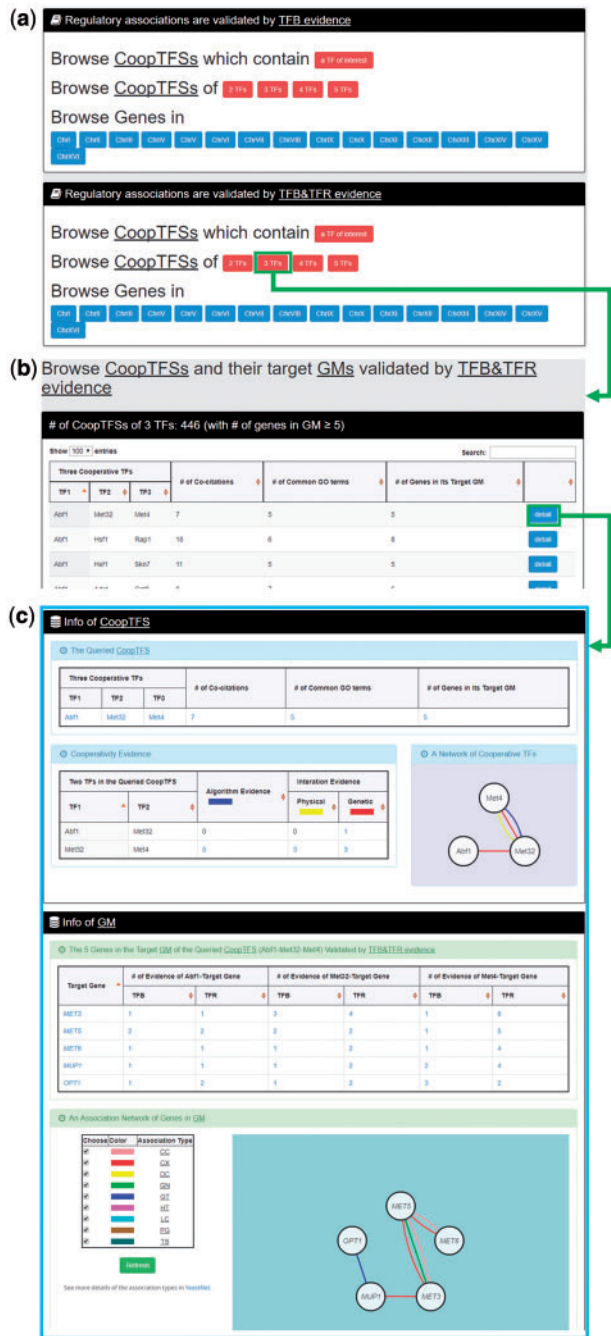 (a)
Regulatory associations are validated by TFB evidence
Browse CoopTFSs which contain a TF of interest
Browse CoopTFSs of 2 TFs 3 TFs 4 TFs 5 TFs
Browse Genes in
ChrI ChrII ChrIII ChrIV ChrV ChrVI ChrVII ChrVIII ChrIX ChrX ChrXI ChrXII ChrXIII ChrXIV ChrXV
ChrXVI
Regulatory associations are validated by TFB&TFR evidence
Browse CoopTFSs which contain a TF of interest
Browse CoopTFSs of 2 TFs 3 TFs 4 TFs 5 TFs
Browse Genes in
ChrI ChrII ChrIII ChrIV ChrV ChrVI ChrVII ChrVIII ChrIX ChrX ChrXI ChrXII ChrXIII ChrXIV ChrXV
ChrXVI
(b) Browse CoopTFSs and their target GMs validated by TFB&TFR
evidence
# of CoopTFSs of 3 TFs: 446 (with # of genes in GM ≥ 5)
Show 100 entries Search:
Three Cooperative TFs # of Co-citations # of Common GO terms # of Genes in Its Target GM
TF1 TF2 TF3
Abf1 Met32 Met4 7 5 5 detail
Abf1 Hsf1 Rap1 18 6 8 detail
Abf1 Hsf1 Skn7 11 5 5 detail
(c)
Info of CoopTFS
The Queried CoopTFS
Three Cooperative TFs # of Co-citations # of Common GO terms # of Genes in Its Target GM
TF1 TF2 TF3
Abf1 Met32 Met4 7 5 5
Cooperativity Evidence A Network of Cooperative TFs
Two TFs in the Queried CoopTFS Algorithm Evidence Interation Evidence
TF1 TF2 Physical Genetic
Abf1 Met32 0 0 1
Met32 Met4 3 3
Met4
Abf1 Met32
Info of GM
The 5 Genes in the Target GM of the Queried CoopTFS (Abf1-Met32-Met4) Validated by TFB&TFR evidence
Target Gene # of Evidence of Abf1-Target Gene # of Evidence of Met32-Target Gene # of Evidence of Met4-Target Gene
TFB TFR TFB TFR TFB TFR
MET3 1 1 3 4 1 6
MET5 2 2 2 1 5
MET6 1 1 1 2 1 4
MUP1 1 1 1 2 2 4
OPT1 1 2 1 2 3 2
An Association Network of Genes in GM
Choose Color Association Type
CC
CX
DC
GN
GT
HT
LC
PG
TS
Refresh
See more details of the association types in YeastNet.
MET5
OPT1 MET6
MUP1 MET3